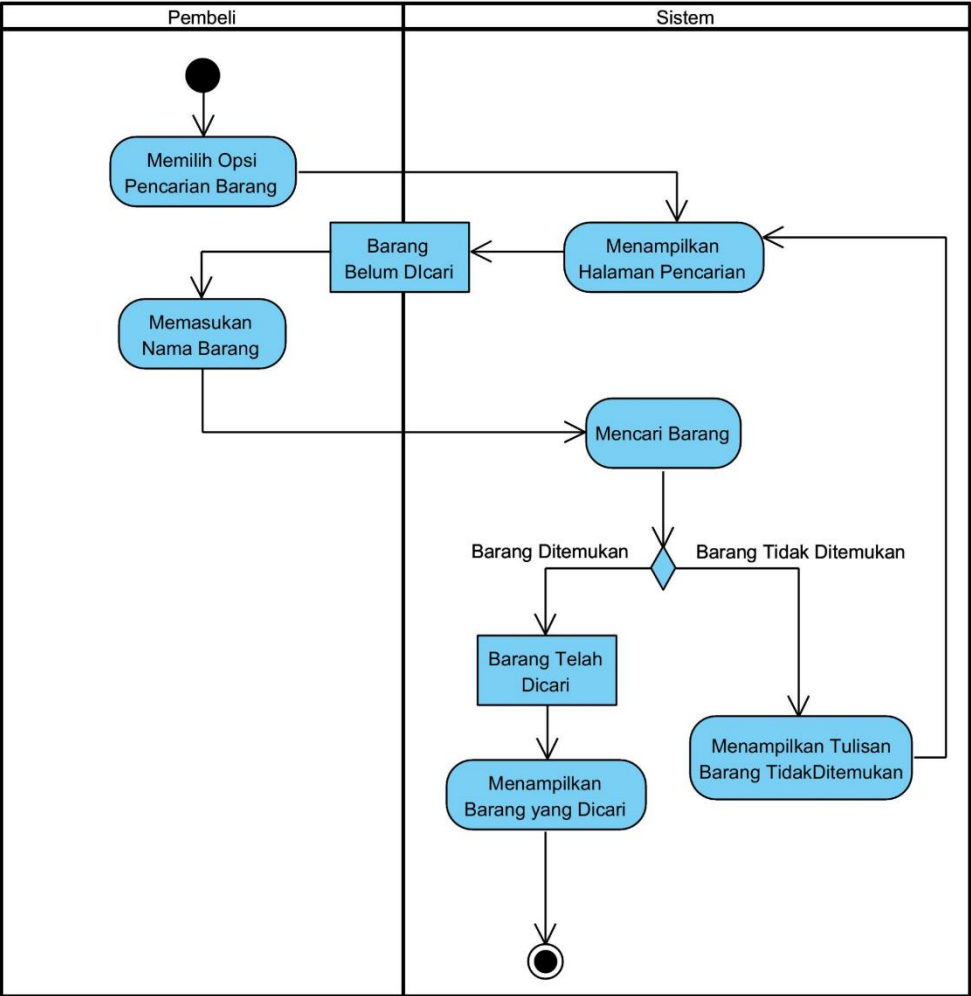 Pembeli
Sistem
Memilih Opsi
Pencarian Barang
Barang
Belum DIcari
Menampilkan
Halaman Pencarian
Memasukan
Nama Barang
Mencari Barang
Barang Ditemukan
Barang Tidak Ditemukan
Barang Telah
Dicari
Menampilkan Tulisan
Barang TidakDitemukan
Menampilkan
Barang yang Dicari